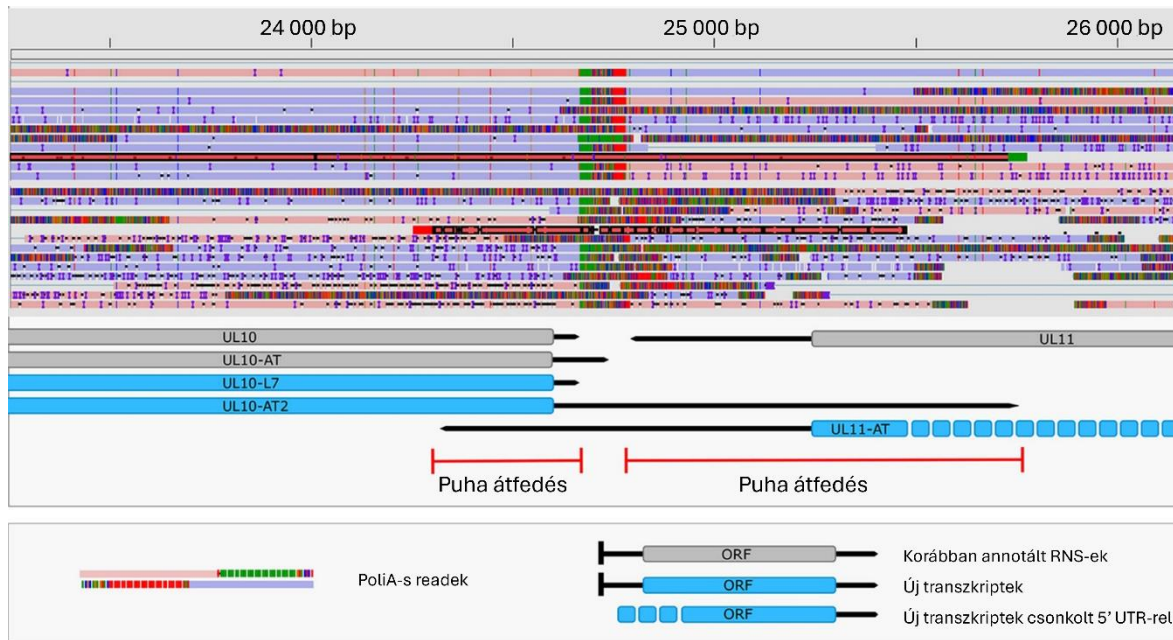 24 000 bp 25 000 bp 26 000 bp
UL10 UL11
UL10-AT
UL10-L7
UL10-AT2
UL11-AT
Puha átfedés Puha átfedés
ORF Korábban annotált RNS-ek
PoliA-s readek ORF Új transzkriptek
ORF Új transzkriptek csonkolt 5’ UTR-rel